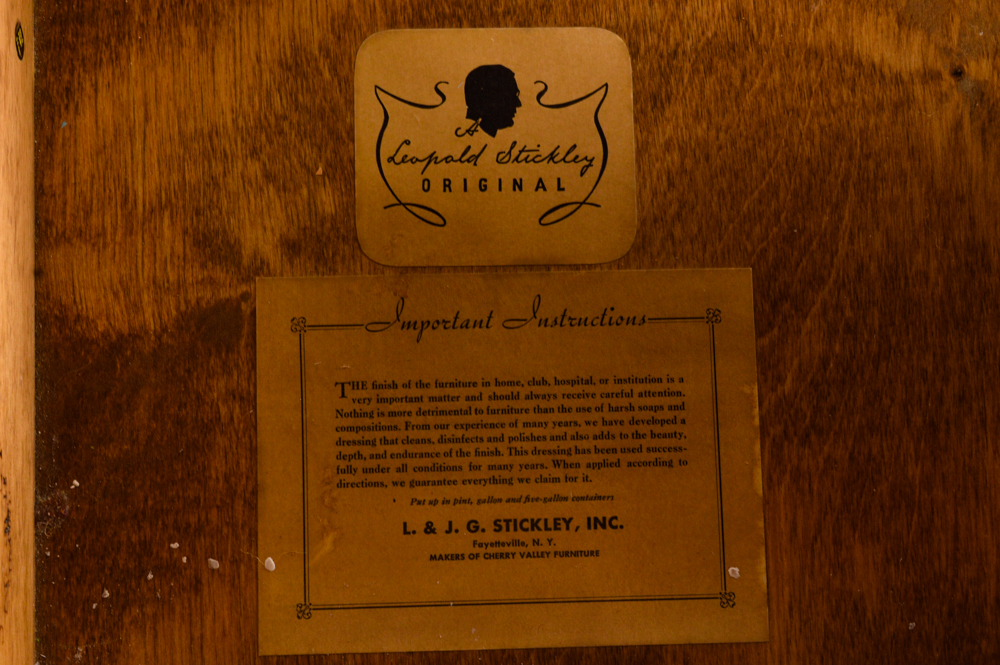 A
Leopold Stickley
ORIGINAL
Important Instructions
THE finish of the furniture in home, club, hospital, or institution is a
very important matter and should always receive careful attention.
Nothing is more detrimental to furniture than the use of harsh soaps and
compositions. From our experience of many years, we have developed a
dressing that cleans, disinfects and polishes and also adds to the beauty,
depth, and endurance of the finish. This dressing has been used success-
fully under all conditions for many years. When applied according to
directions, we guarantee everything we claim for it.
Put up in pint, gallon and five-gallon containers
L. & J. G. STICKLEY, INC.
Fayetteville, N. Y.
MAKERS OF CHERRY VALLEY FURNITURE